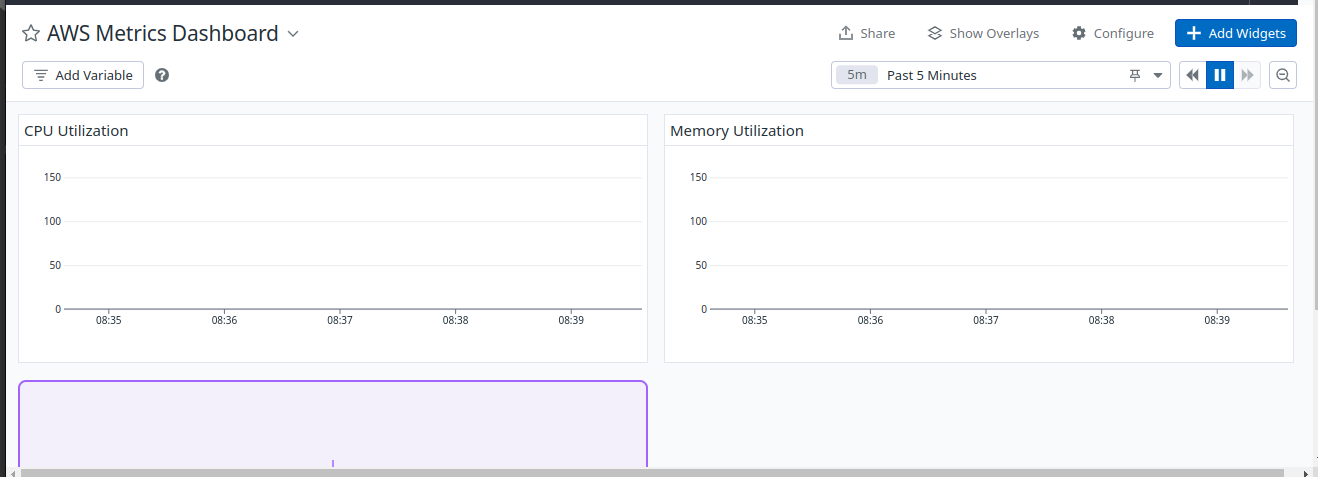 AWS Metrics Dashboard
Share
Show Overlays
Configure
Add Widgets
Add Variable
?
5m Past 5 Minutes
CPU Utilization
150
100
50
0
08:35 08:36 08:37 08:38 08:39
Memory Utilization
150
100
50
0
08:35 08:36 08:37 08:38 08:39